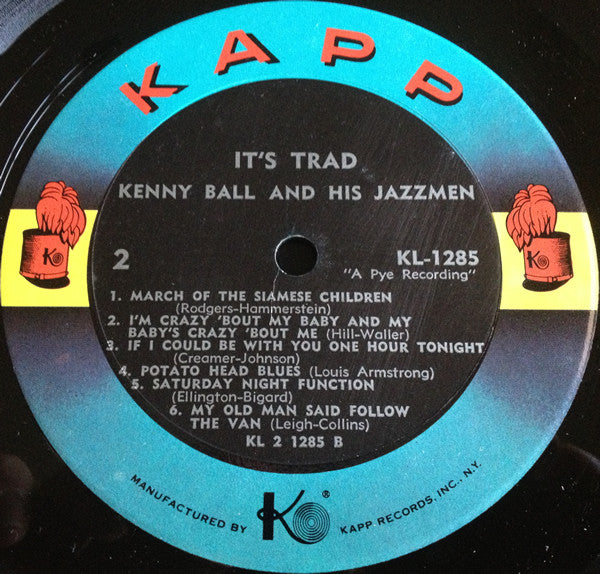 KAPP
IT'S TRAD
KENNY BALL AND HIS JAZZMEN
2
KL-1285
"A Pye Recording"
1. MARCH OF THE SIAMESE CHILDREN
(Rodgers-Hammerstein)
2. I'M CRAZY 'BOUT MY BABY AND MY
BABY'S CRAZY 'BOUT ME (Hill-Waller)
3. IF I COULD BE WITH YOU ONE HOUR TONIGHT
(Creamer-Johnson)
4. POTATO HEAD BLUES (Louis Armstrong)
5. SATURDAY NIGHT FUNCTION
(Ellington-Bigard)
6. MY OLD MAN SAID FOLLOW
THE VAN (Leigh-Collins)
KL 2 1285 B
K
K
K ®
MANUFACTURED BY KAPP RECORDS, INC., N.Y.